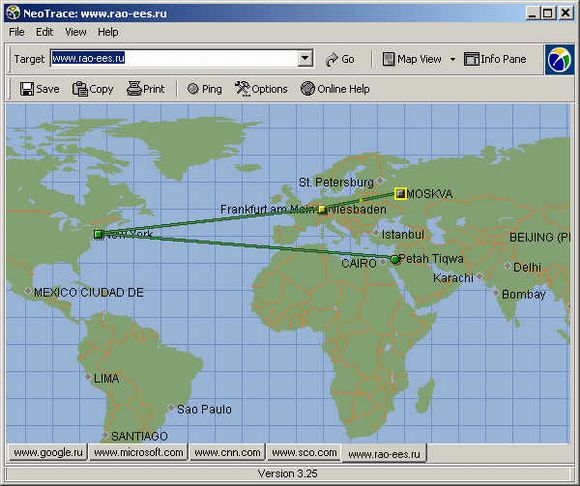 NeoTrace: www.rao-ees.ru
File Edit View Help
Target www.rao-ees.ru Go Map View Info Pane
Save Copy Print Ping Options Online Help
St. Petersburg
MOSKVA
Frankfurt am Main Wiesbaden
New York
Istanbul
BEIJING (PE
CAIRO
Petah Tiqwa
Delhi
Karachi
MEXICO CIUDAD DE
Bombay
LIMA
Sao Paulo
SANTIAGO
www.google.ru www.microsoft.com www.cnn.com www.sco.com www.rao-ees.ru
Version 3.25